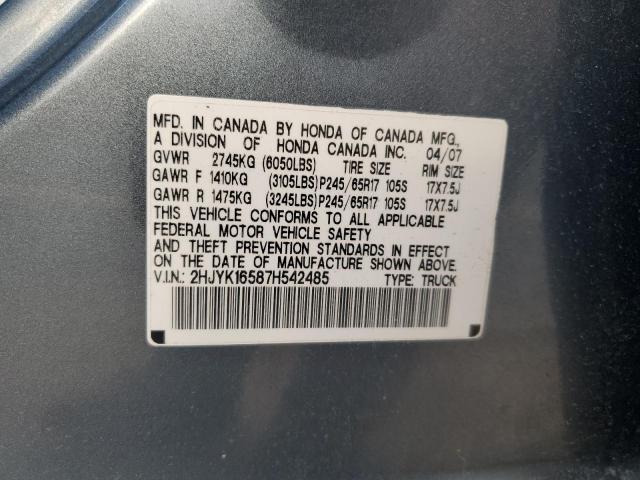 MFD. IN CANADA BY HONDA OF CANADA MFG.,
A DIVISION OF HONDA CANADA INC. 04/07
GVWR 2745KG (6050LBS) TIRE SIZE RIM SIZE
GAWR F 1410KG (3105LBS)P245/65R17 105S 17X7.5J
GAWR R 1475KG (3245LBS)P245/65R17 105S 17X7.5J
THIS VEHICLE CONFORMS TO ALL APPLICABLE
FEDERAL MOTOR VEHICLE SAFETY
AND THEFT PREVENTION STANDARDS IN EFFECT
ON THE DATE OF MANUFACTURE SHOWN ABOVE.
V.I.N.: 2HJYK16587H542485 TYPE: TRUCK